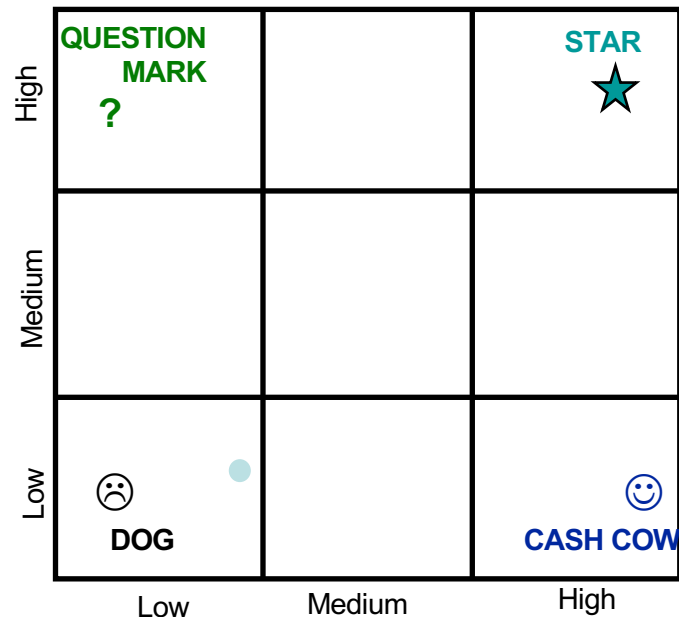 QUESTION
MARK
?
STAR
High
Medium
Low
DOG
CASH COW
Low
Medium
High